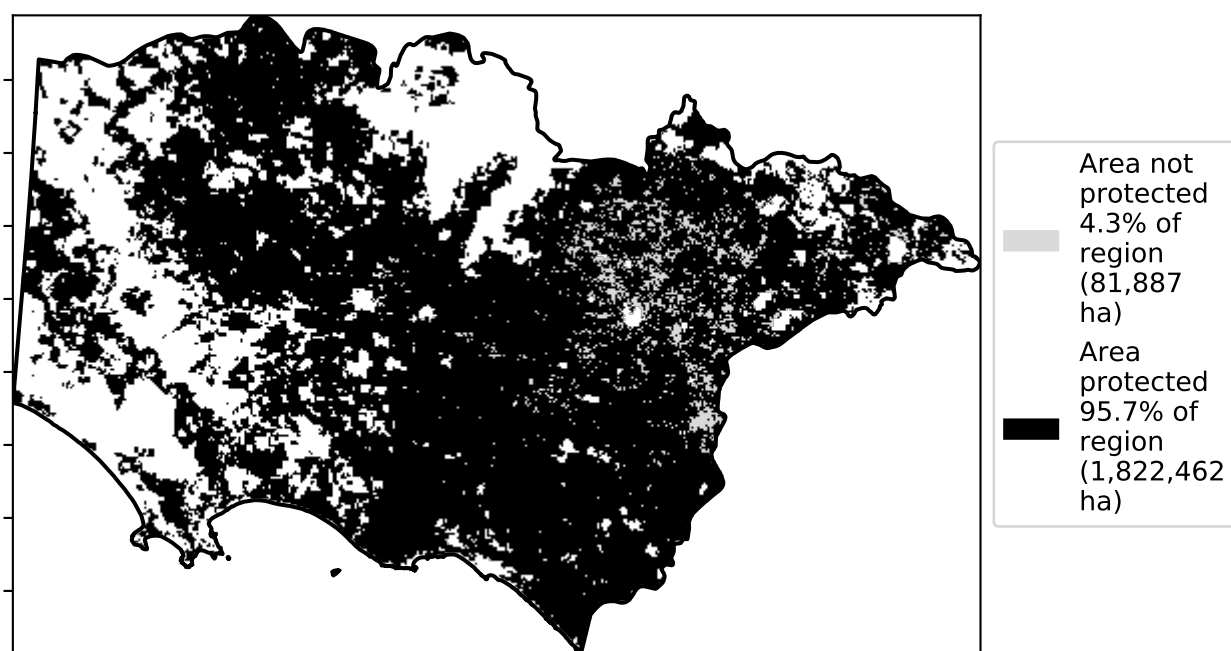 Area not
protected
4.3% of
region
(81,887
ha)
Area
protected
95.7% of
region
(1,822,462
ha)